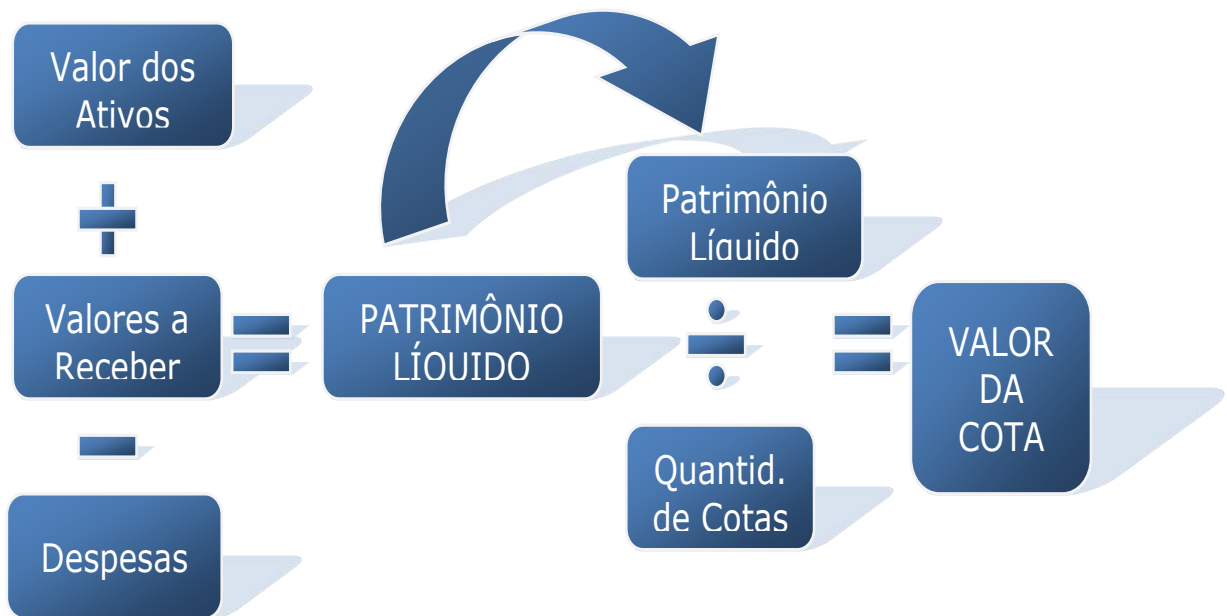 Valor dos
Ativos
Valores a
Receber
Despesas
PATRIMÔNIO
LÍQUIDO
Patrimônio
Líquido
Quantid.
de Cotas
VALOR
DA
COTA